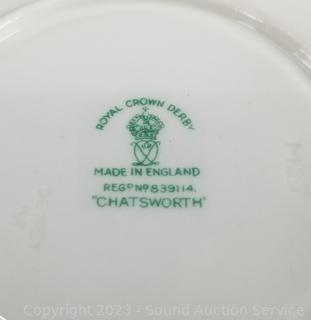 ROYAL CROWN DERBY
MADE IN ENGLAND
REGD NO 839114.
"CHATSWORTH"
Copyright 2023 - Sound Auction Service